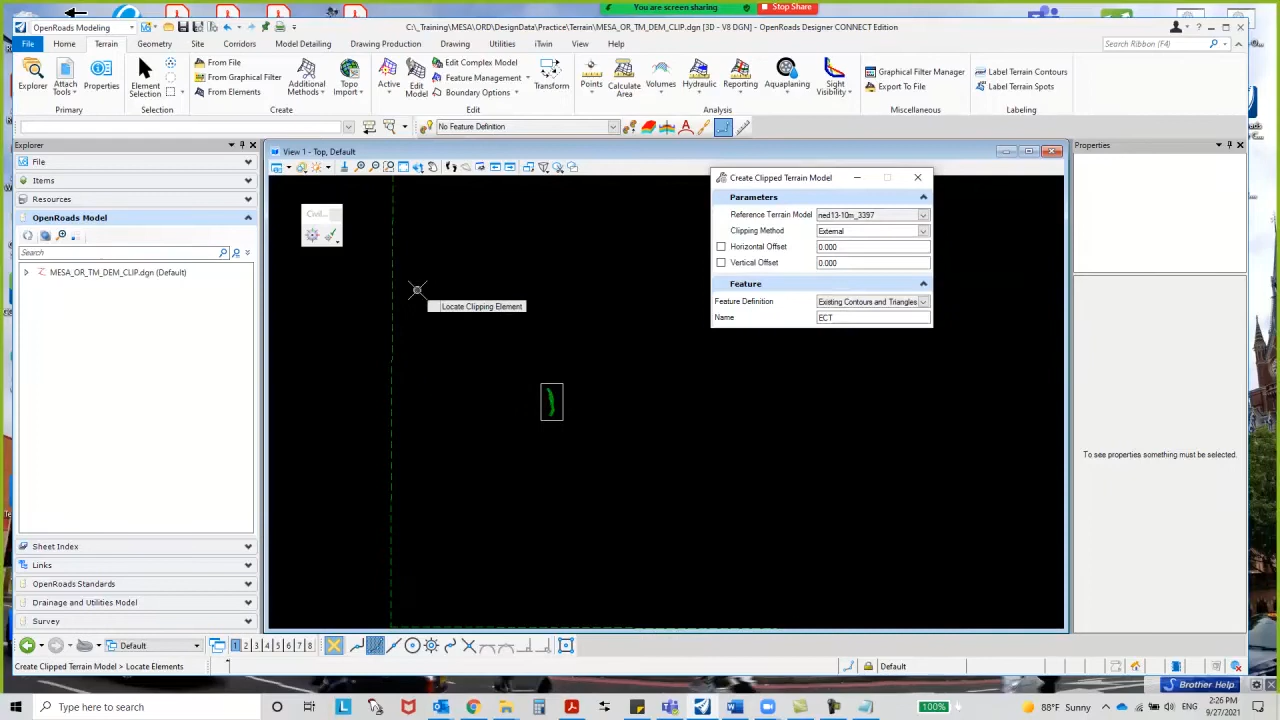 You are screen sharing
Stop Share
OpenRoads Modeling
C:\_Training\MESA\ORD\DesignData\Practice\Terrain\MESA_OR_TM_DEM_CLIP.dgn [3D - V8 DGN] - OpenRoads Designer CONNECT Edition
File Home Terrain Geometry Site Corridors Model Detailing Drawing Production Drawing Utilities iTwin View Help
Search Ribbon (F4)
Explorer
Attach Tools
Properties
Primary
Element Selection
Selection
From File
From Graphical Filter
From Elements
Additional Methods
Topo Import
Create
Active
Edit Model
Edit Complex Model
Feature Management
Boundary Options
Transform
Edit
Points
Calculate Area
Volumes
Hydraulic
Reporting
Aquaplaning
Sight Visibility
Analysis
Graphical Filter Manager
Export To File
Miscellaneous
Label Terrain Contours
Label Terrain Spots
Labeling
No Feature Definition
Explorer
File
Items
Resources
OpenRoads Model
Search
MESA_OR_TM_DEM_CLIP.dgn (Default)
Sheet Index
Links
OpenRoads Standards
Drainage and Utilities Model
Survey
View 1 - Top, Default
Civil...
Locate Clipping Element
Create Clipped Terrain Model
Parameters
Reference Terrain Model ned13-10m_3397
Clipping Method External
Horizontal Offset 0.000
Vertical Offset 0.000
Feature
Feature Definition Existing Contours and Triangles
Name ECT
Properties
To see properties something must be selected.
Default
1 2 3 4 5 6 7 8
Create Clipped Terrain Model > Locate Elements
Default
Brother Help
Type here to search
100%
88°F Sunny
2:26 PM
9/27/2021